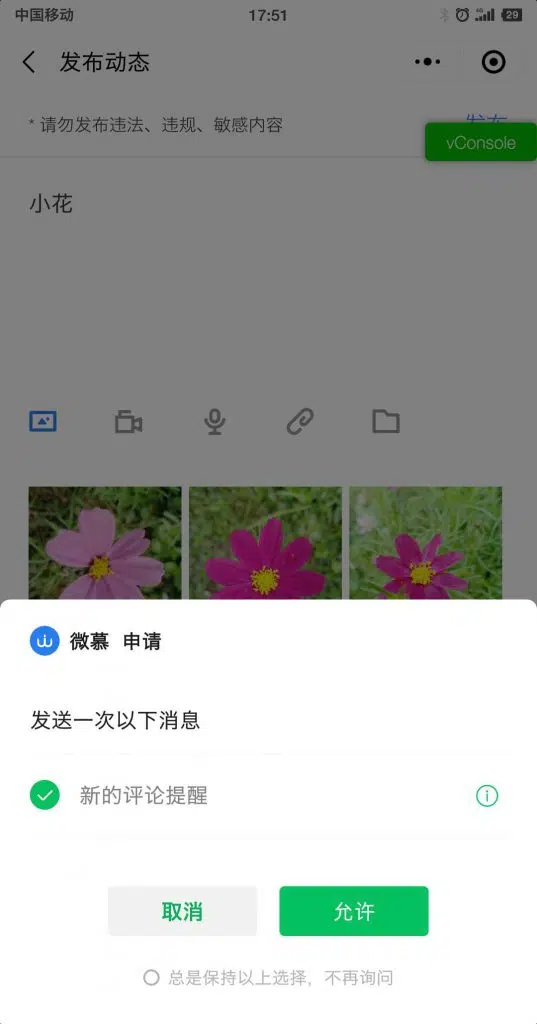 中国移动
17:51
4G
29
发布动态
* 请勿发布违法、违规、敏感内容
发布
vConsole
小花
微慕 申请
发送一次以下消息
新的评论提醒
取消
允许
总是保持以上选择，不再询问